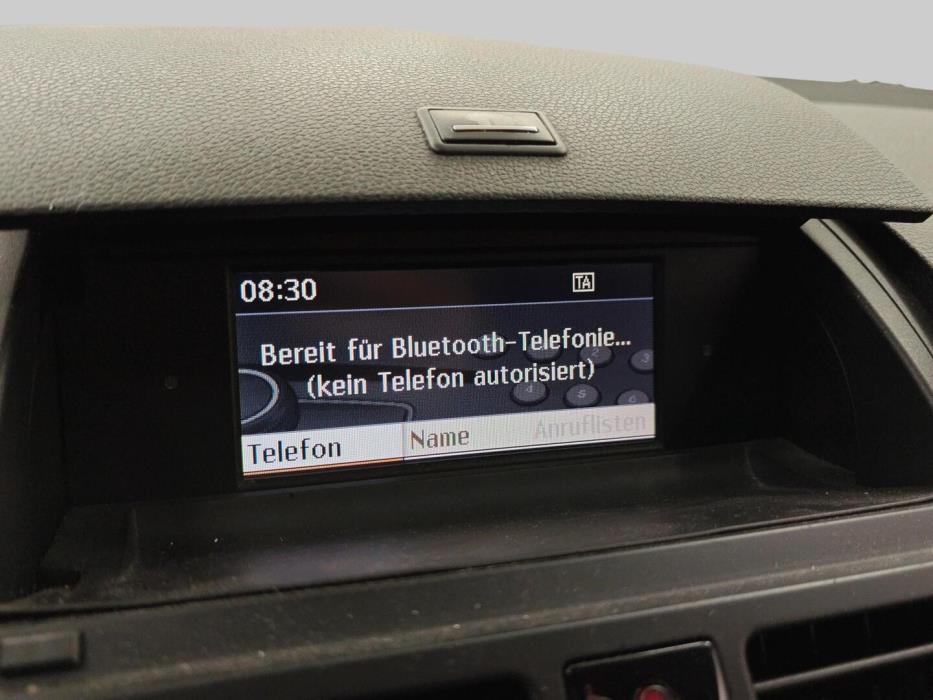 08:30 TA
Bereit für Bluetooth-Telefonie...
(kein Telefon autorisiert)
Telefon Name Anruflisten